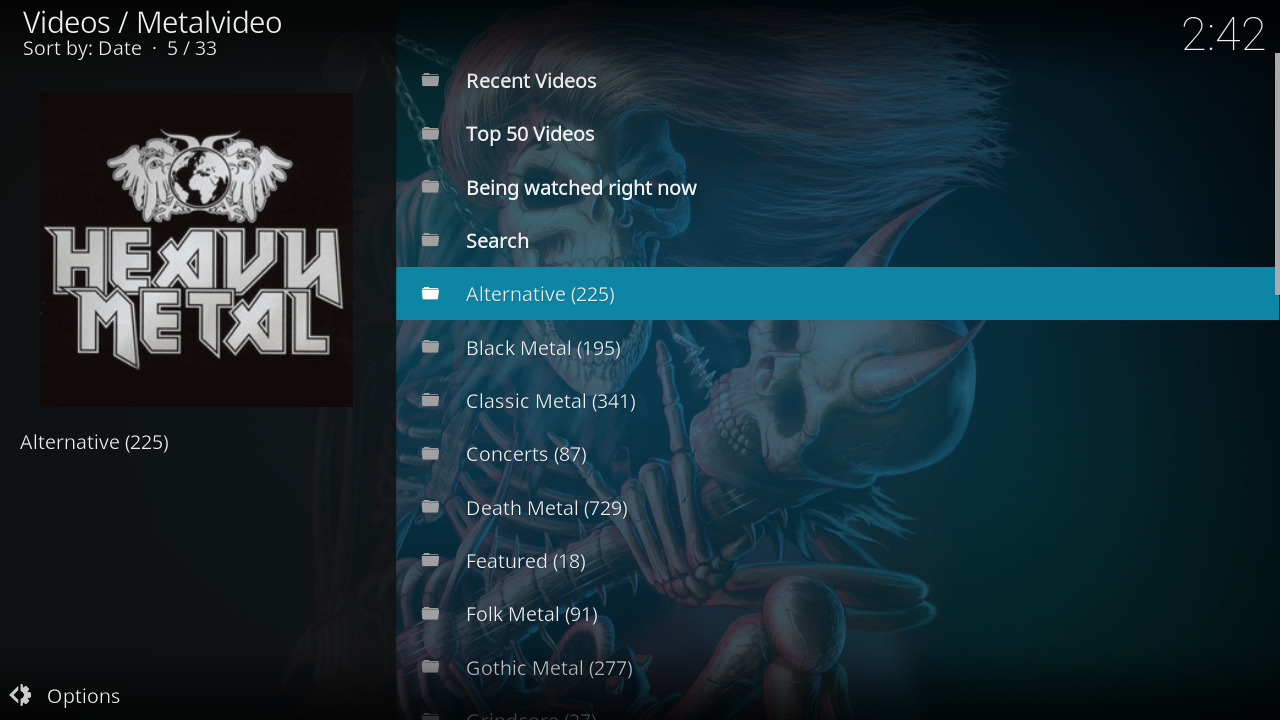 Videos / Metalvideo
Sort by: Date · 5 / 33
2:42
HEAVY
METAL
Alternative (225)
Recent Videos
Top 50 Videos
Being watched right now
Search
Alternative (225)
Black Metal (195)
Classic Metal (341)
Concerts (87)
Death Metal (729)
Featured (18)
Folk Metal (91)
Gothic Metal (277)
Grindcore (27)
Options